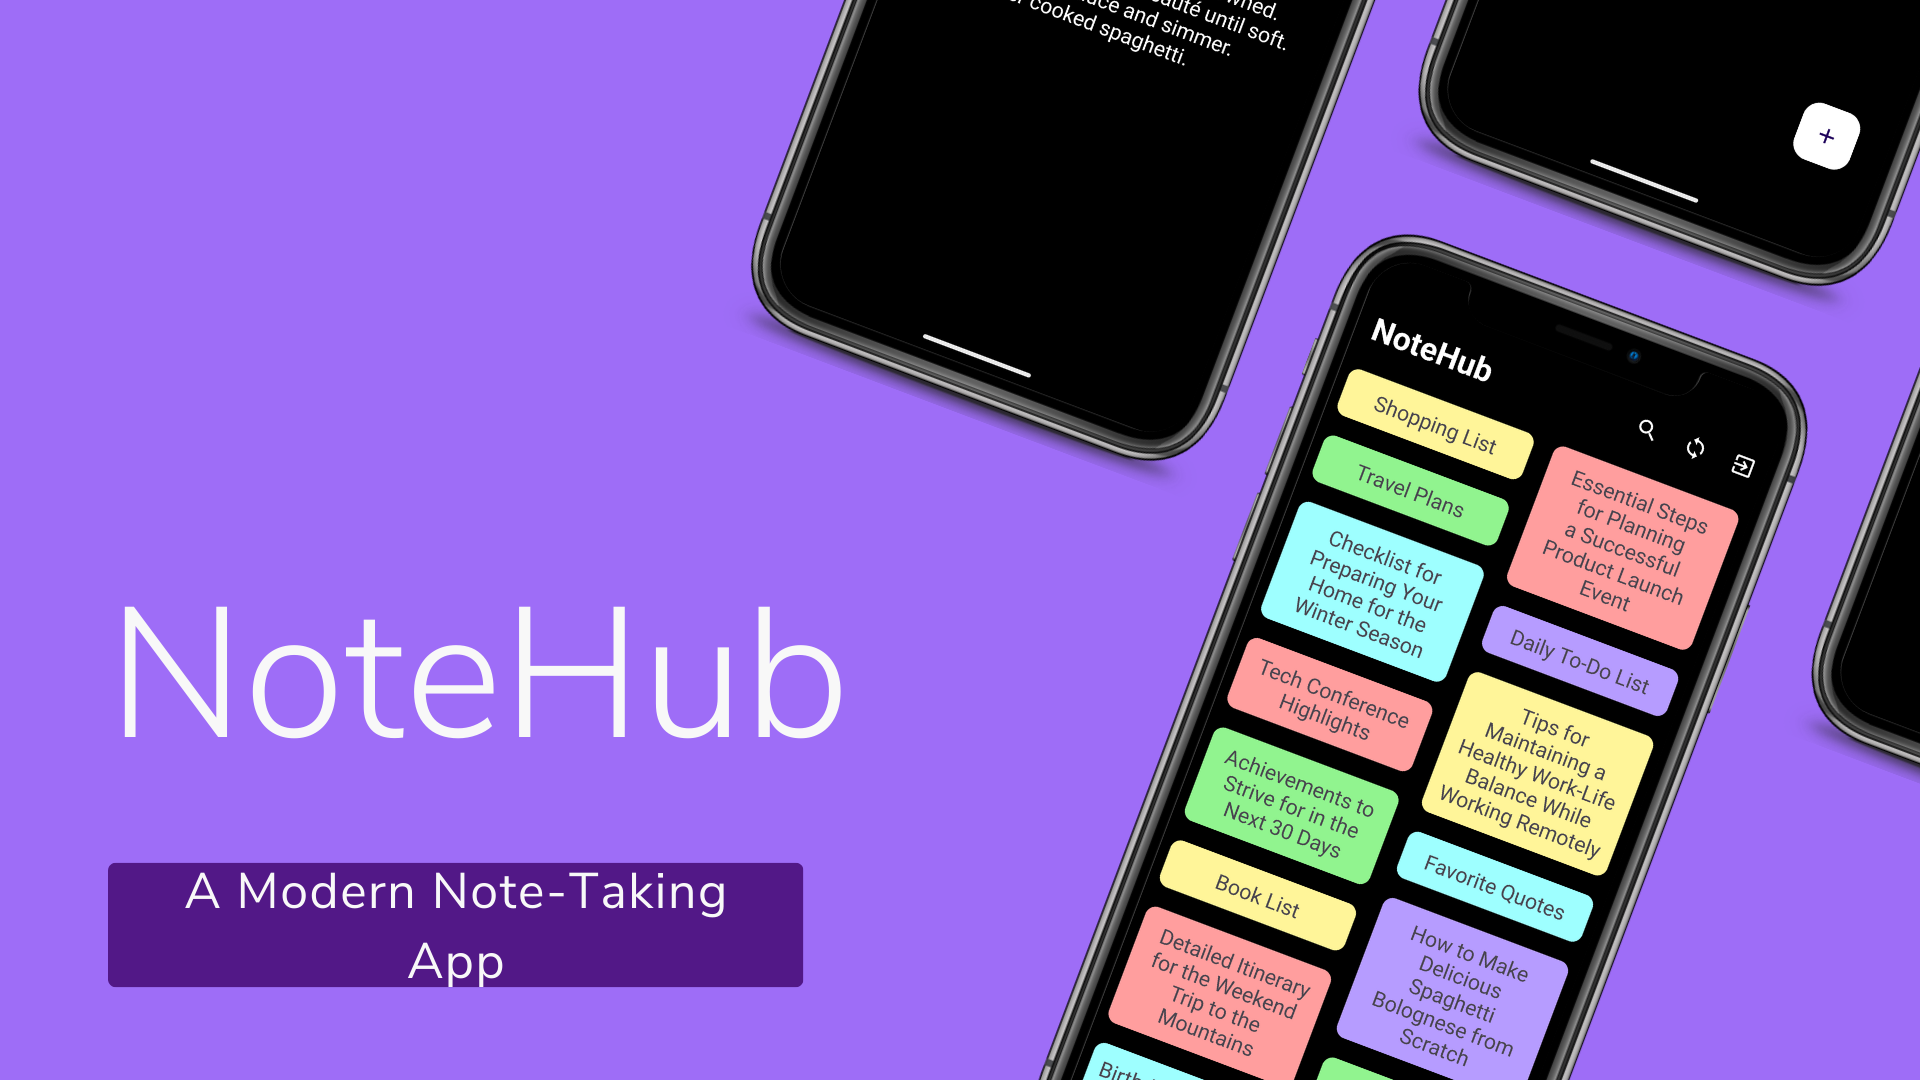 sauté until soft.
and simmer.
cooked spaghetti.
+
NoteHub
Shopping List
Travel Plans
Checklist for
Preparing Your
Home for the
Winter Season
Tech Conference
Highlights
Achievements to
Strive for in the
Next 30 Days
Book List
Detailed Itinerary
for the Weekend
Trip to the
Mountains
Essential Steps
for Planning
a Successful
Product Launch
Event
Daily To-Do List
Tips for
Maintaining a
Healthy Work-Life
Balance While
Working Remotely
Favorite Quotes
How to Make
Delicious
Spaghetti
Bolognese from
Scratch
NoteHub
A Modern Note-Taking
App